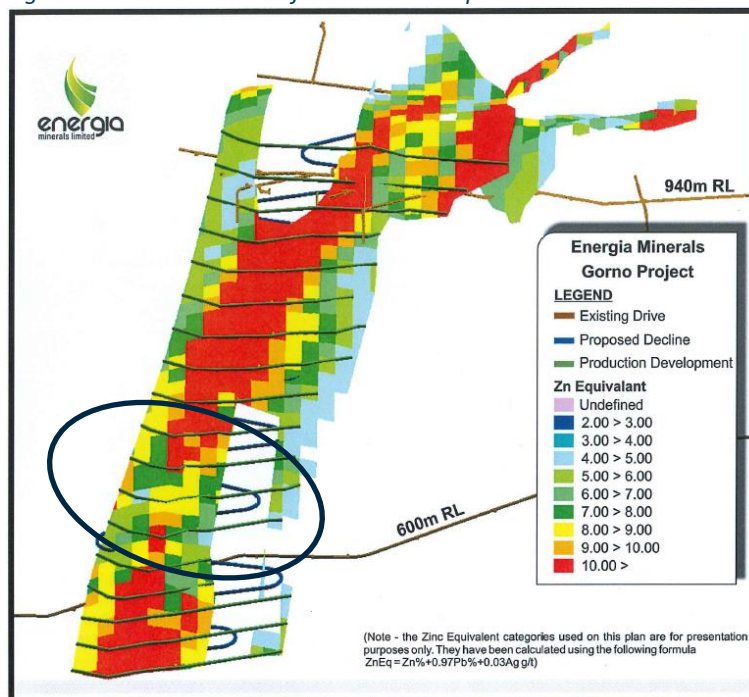 energia
minerals limited
940m RL
Energia Minerals
Gorno Project
LEGEND
Existing Drive
Proposed Decline
Production Development
Zn Equivalant
Undefined
2.00 > 3.00
3.00 > 4.00
4.00 > 5.00
5.00 > 6.00
6.00 > 7.00
7.00 > 8.00
8.00 > 9.00
9.00 > 10.00
10.00 >
600m RL
(Note - the Zinc Equivalent categories used on this plan are for presentation
purposes only. They have been calculated using the following formula
ZnEq = Zn%+0.97Pb%+0.03Ag g/t)